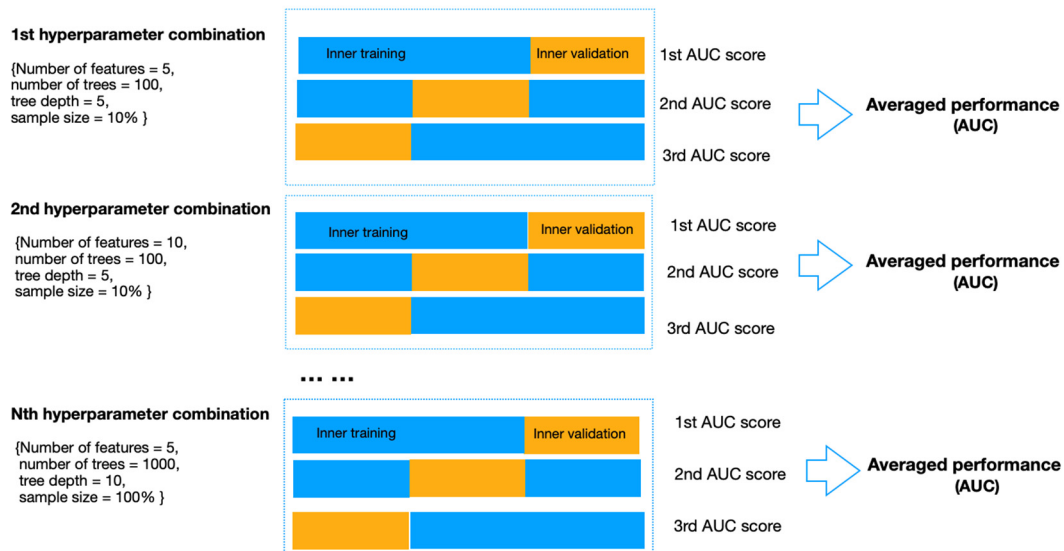 1st hyperparameter combination
{Number of features = 5,
number of trees = 100,
tree depth = 5,
sample size = 10% }
Inner training
Inner validation
1st AUC score
2nd AUC score
3rd AUC score
Averaged performance
(AUC)
2nd hyperparameter combination
{Number of features = 10,
number of trees = 100,
tree depth = 5,
sample size = 10% }
Inner training
Inner validation
1st AUC score
2nd AUC score
3rd AUC score
Averaged performance
(AUC)
... ...
Nth hyperparameter combination
{Number of features = 5,
number of trees = 1000,
tree depth = 10,
sample size = 100% }
Inner training
Inner validation
1st AUC score
2nd AUC score
3rd AUC score
Averaged performance
(AUC)